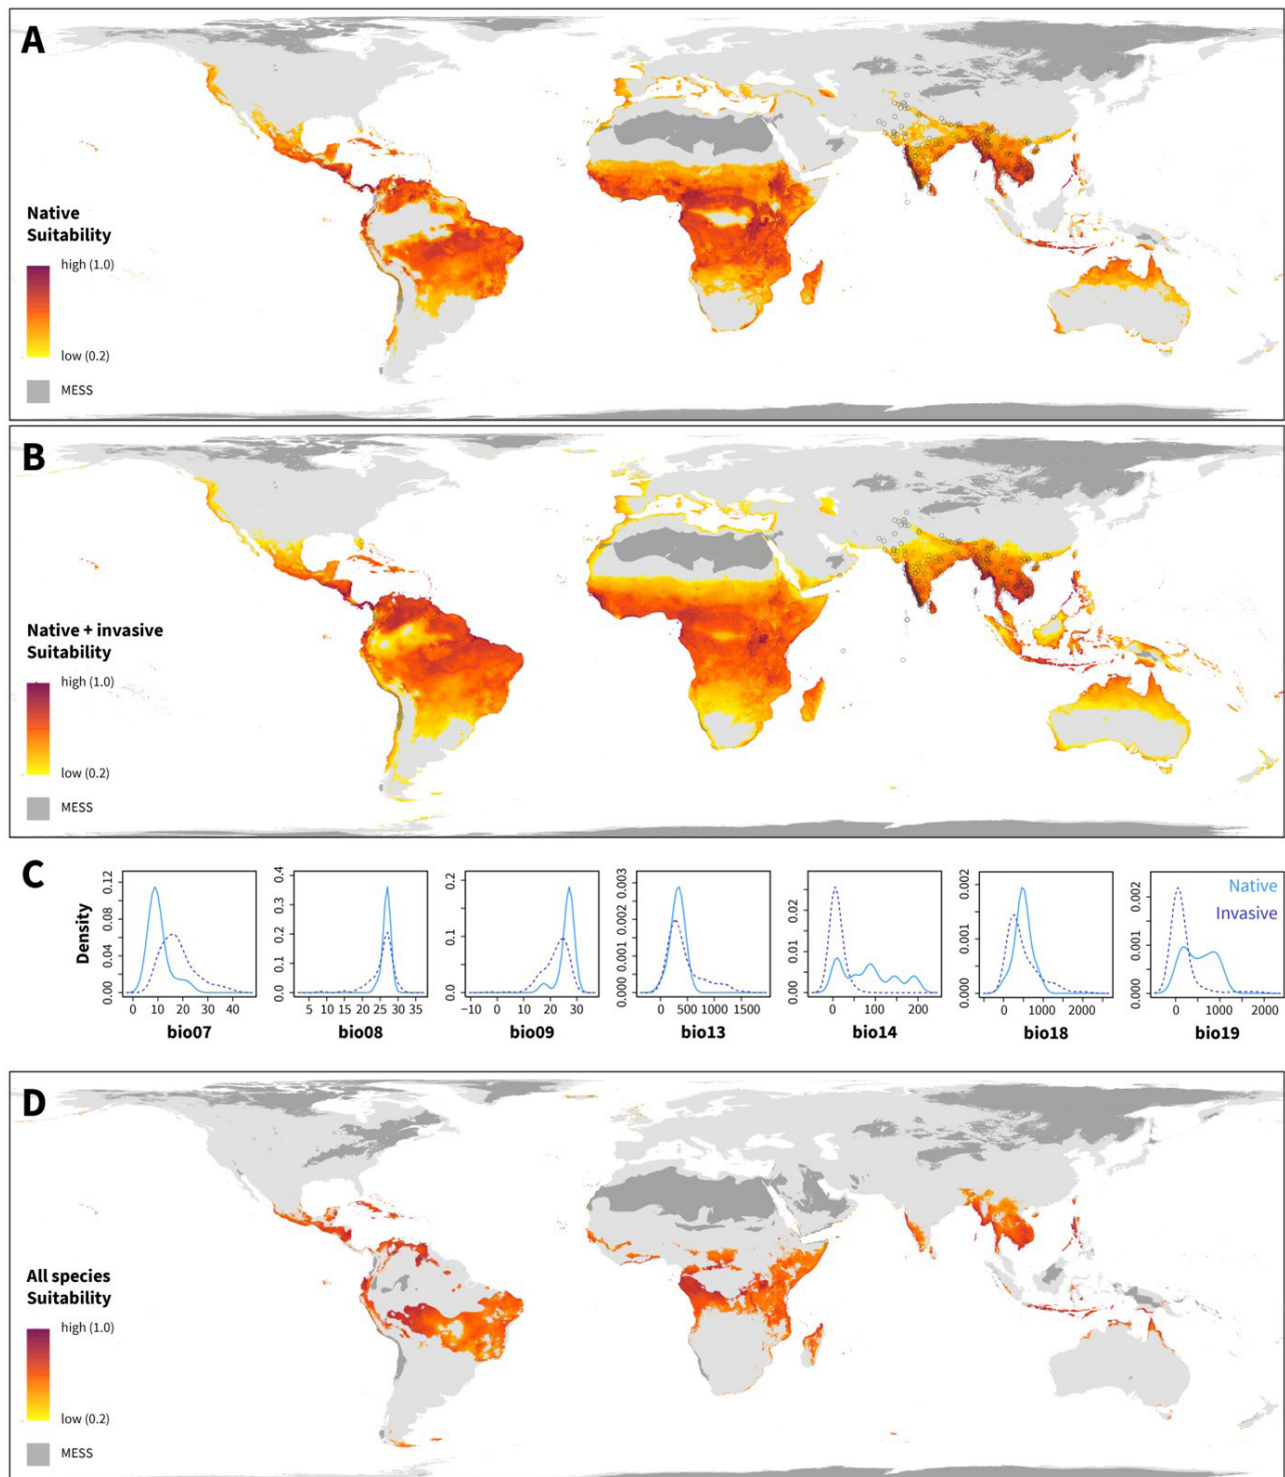 A
Native
Suitability
high (1.0)
low (0.2)
MESS
B
Native + invasive
Suitability
high (1.0)
low (0.2)
MESS
C
Density
0.00 0.04 0.08 0.12
0 10 20 30 40
bio07
0.0 0.1 0.2 0.3 0.4
5 10 15 20 25 30 35
bio08
0.0 0.1 0.2
−10 0 10 20 30
bio09
0.000 0.001 0.002 0.003
0 500 1000 1500
bio13
0.00 0.01 0.02
0 100 200
bio14
0.000 0.001 0.002
0 1000 2000
bio18
0.000 0.001 0.002
0 1000 2000
bio19
Native
Invasive
D
All species
Suitability
high (1.0)
low (0.2)
MESS